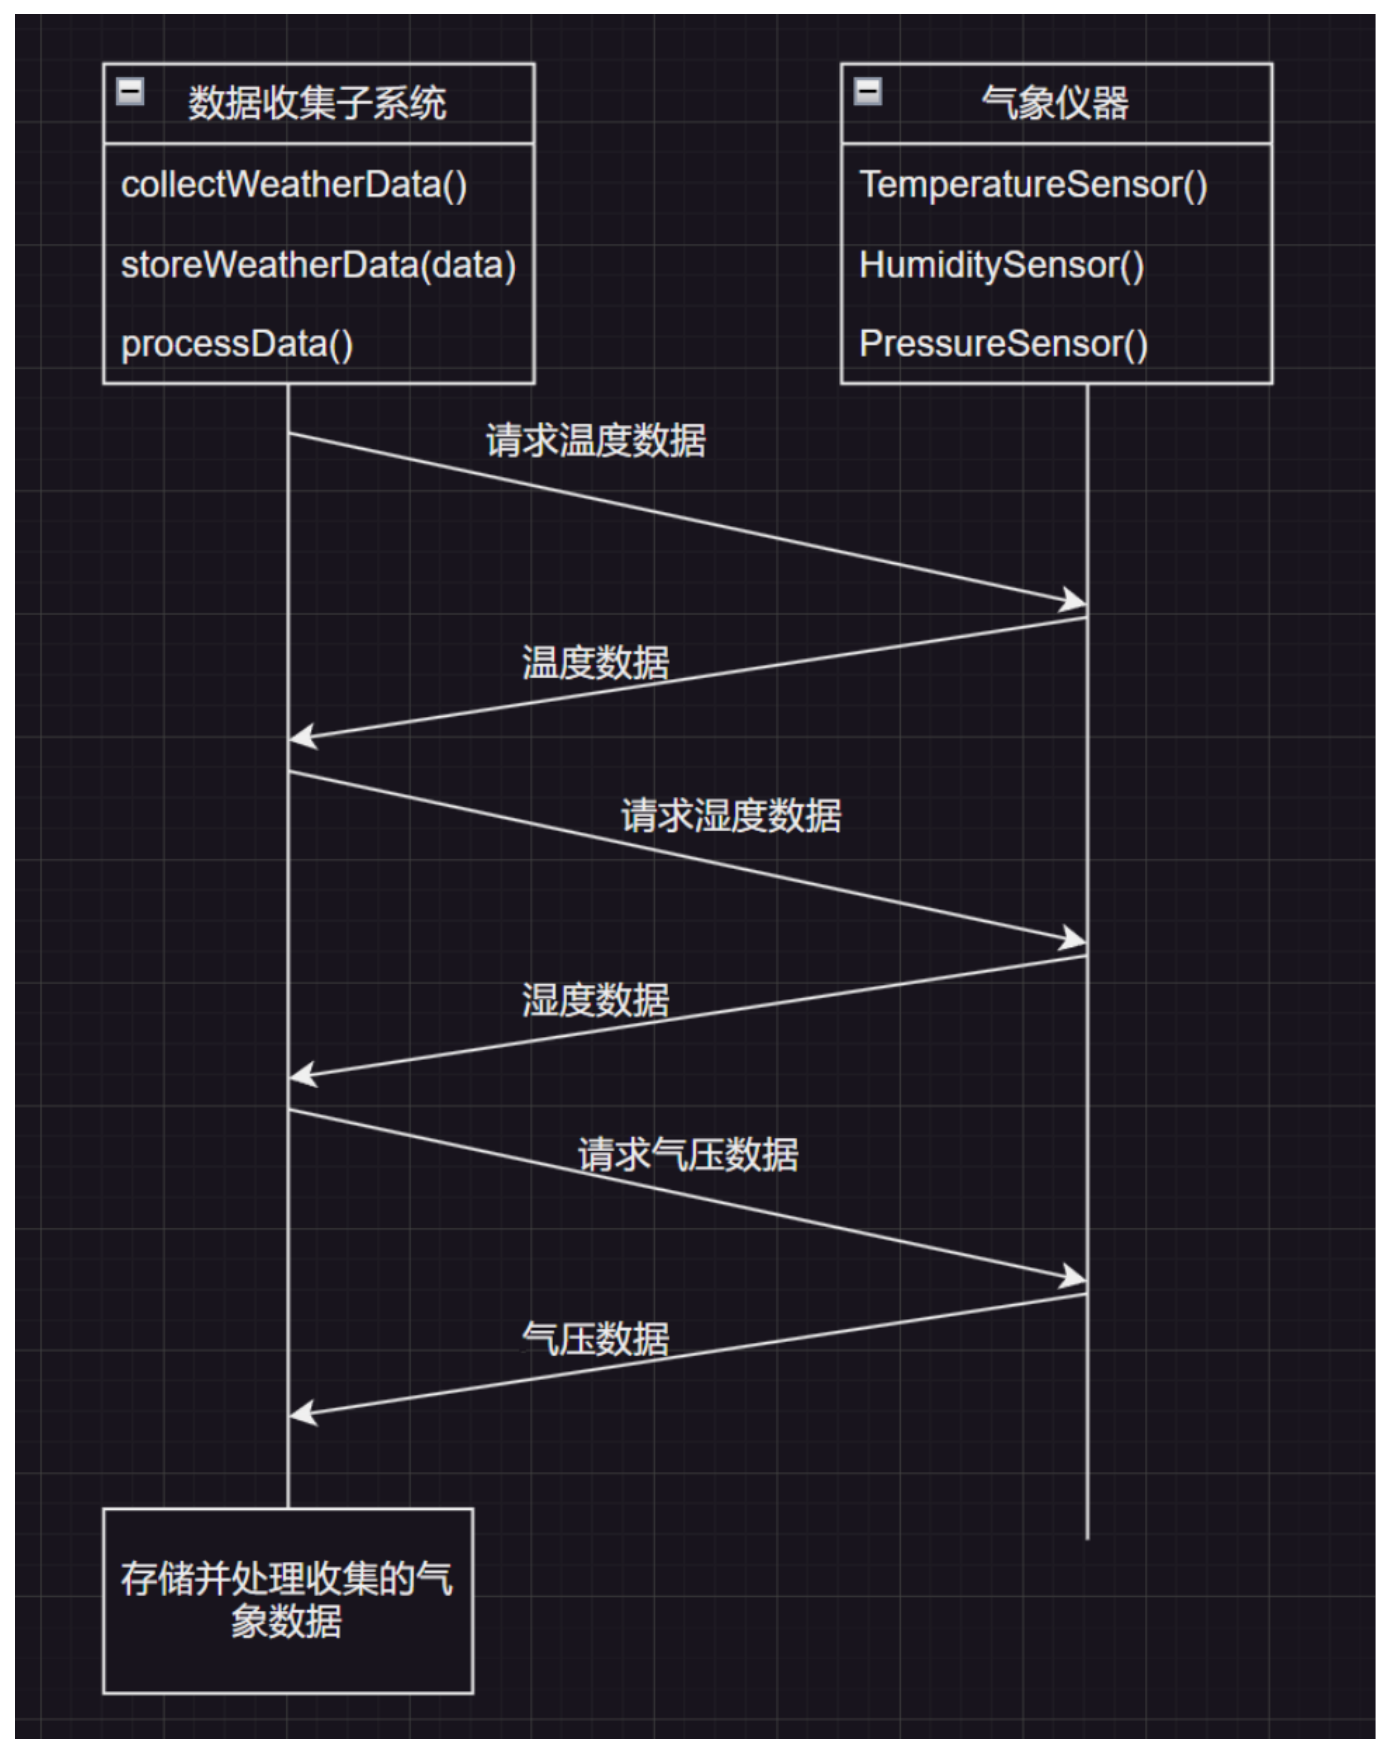 数据收集子系统
collectWeatherData()
storeWeatherData(data)
processData()
气象仪器
TemperatureSensor()
HumiditySensor()
PressureSensor()
请求温度数据
温度数据
请求湿度数据
湿度数据
请求气压数据
气压数据
存储并处理收集的气
象数据